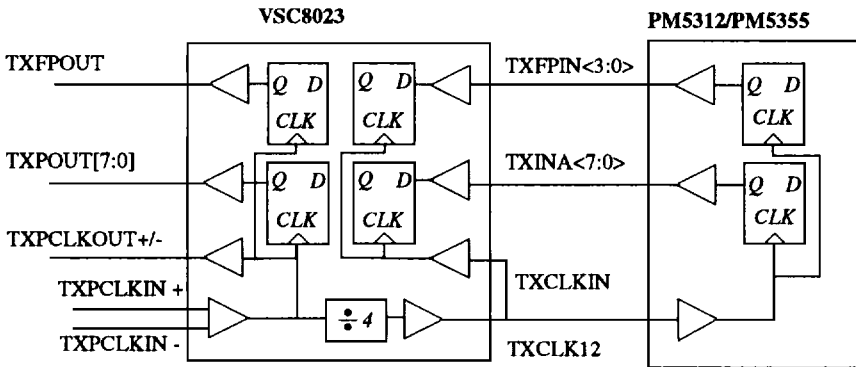 VSC8023
PM5312/PM5355
TXFPOUT
Q D
CLK
Q D
CLK
TXFPIN<3:0>
Q D
CLK
TXPOUT[7:0]
Q D
CLK
Q D
CLK
TXINA<7:0>
Q D
CLK
TXPCLKOUT+/-
TXPCLKIN +
TXCLKIN
÷ 4
TXPCLKIN -
TXCLK12